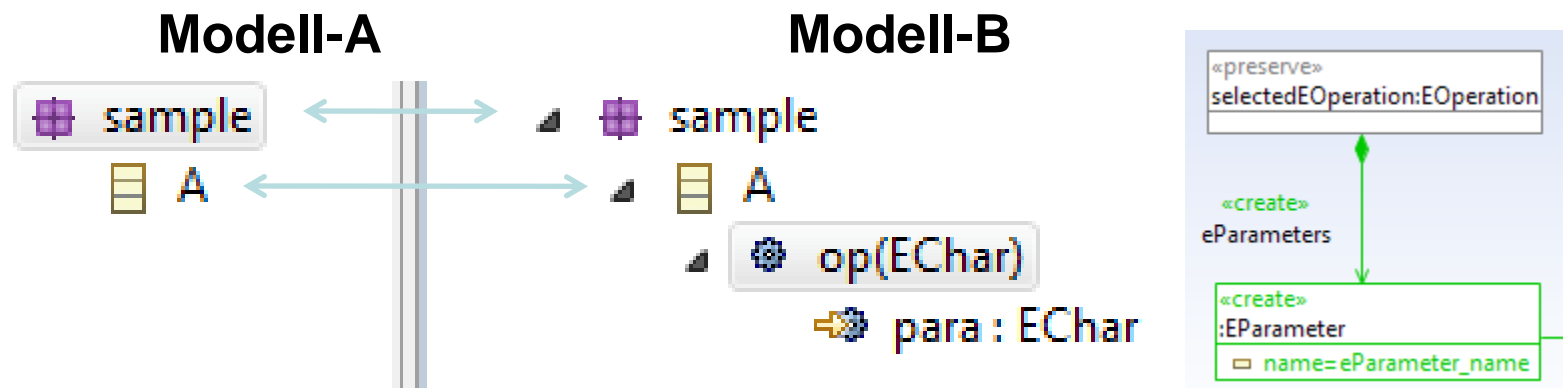 Modell-A
sample
A
Modell-B
sample
A
op(EChar)
para : EChar
«preserve»
selectedEOperation:EOperation
«create»
eParameters
«create»
:EParameter
name=eParameter_name